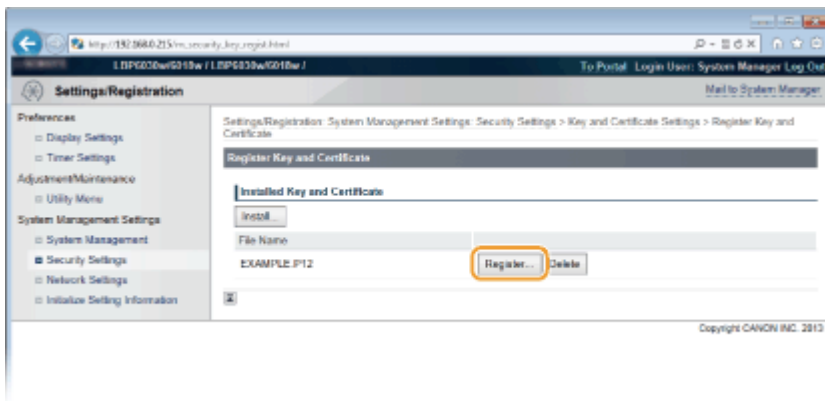 http://192.168.0.215/m_security_key_regist.html
LBP6030w/6018w / LBP6030w/6018w /
To Portal Login User: System Manager Log Out
Settings/Registration
Mail to System Manager
Preferences
Display Settings
Timer Settings
Adjustment/Maintenance
Utility Menu
System Management Settings
System Management
Security Settings
Network Settings
Initialize Setting Information
Settings/Registration: System Management Settings: Security Settings > Key and Certificate Settings > Register Key and
Certificate
Register Key and Certificate
Installed Key and Certificate
Install...
File Name
EXAMPLE.P12
Register...
Delete
Copyright CANON INC. 2013